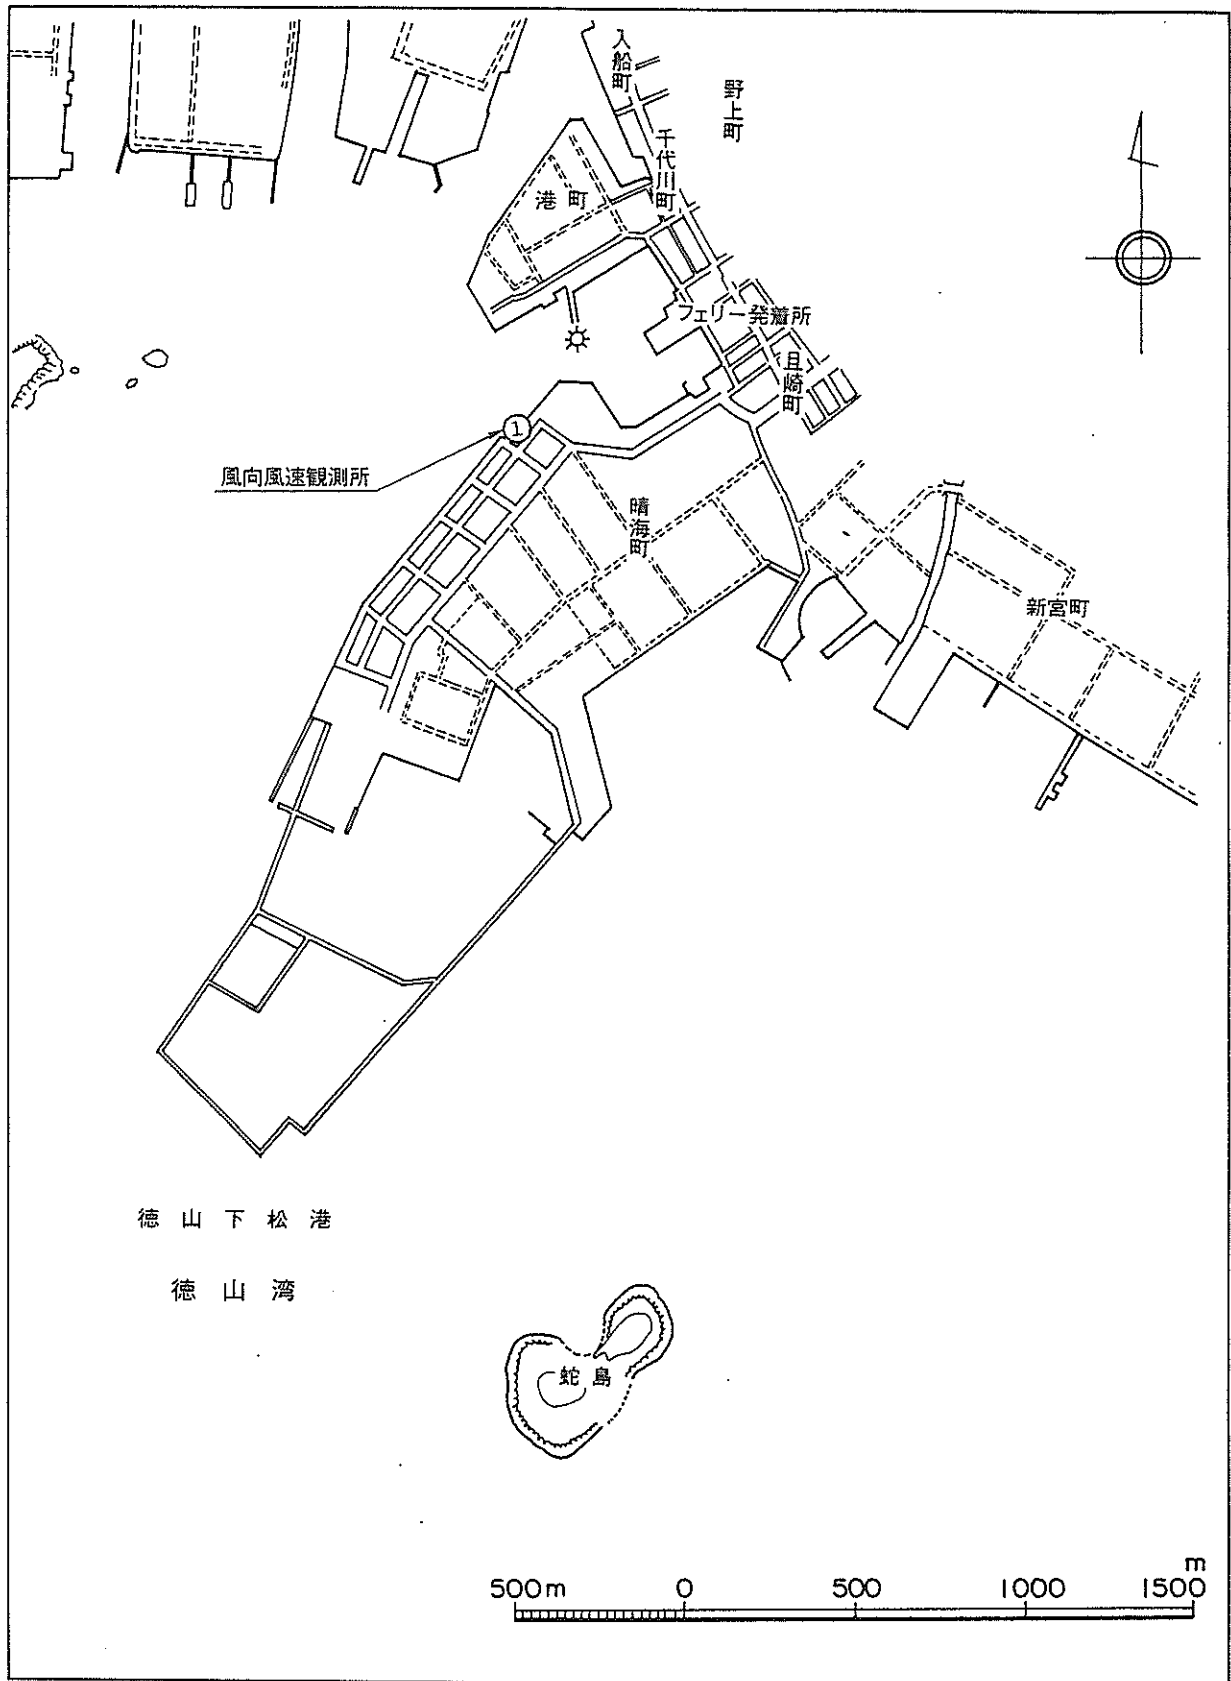 入船町
野上町
千代川町
港町
フェリー発着所
且崎町
①
風向風速観測所
晴海町
新宮町
徳山下松港
徳山湾
蛇島
m
500m 0 500 1000 1500